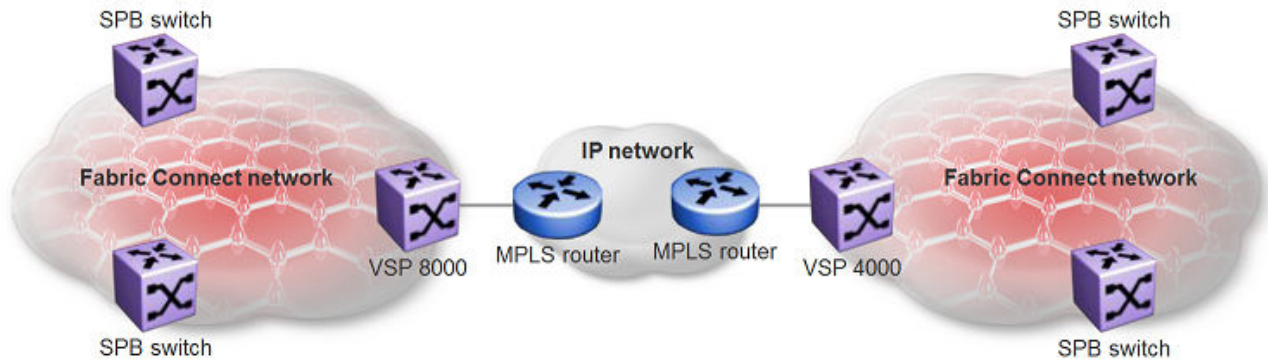 SPB switch
SPB switch
IP network
Fabric Connect network
Fabric Connect network
MPLS router
MPLS router
VSP 8000
VSP 4000
SPB switch
SPB switch